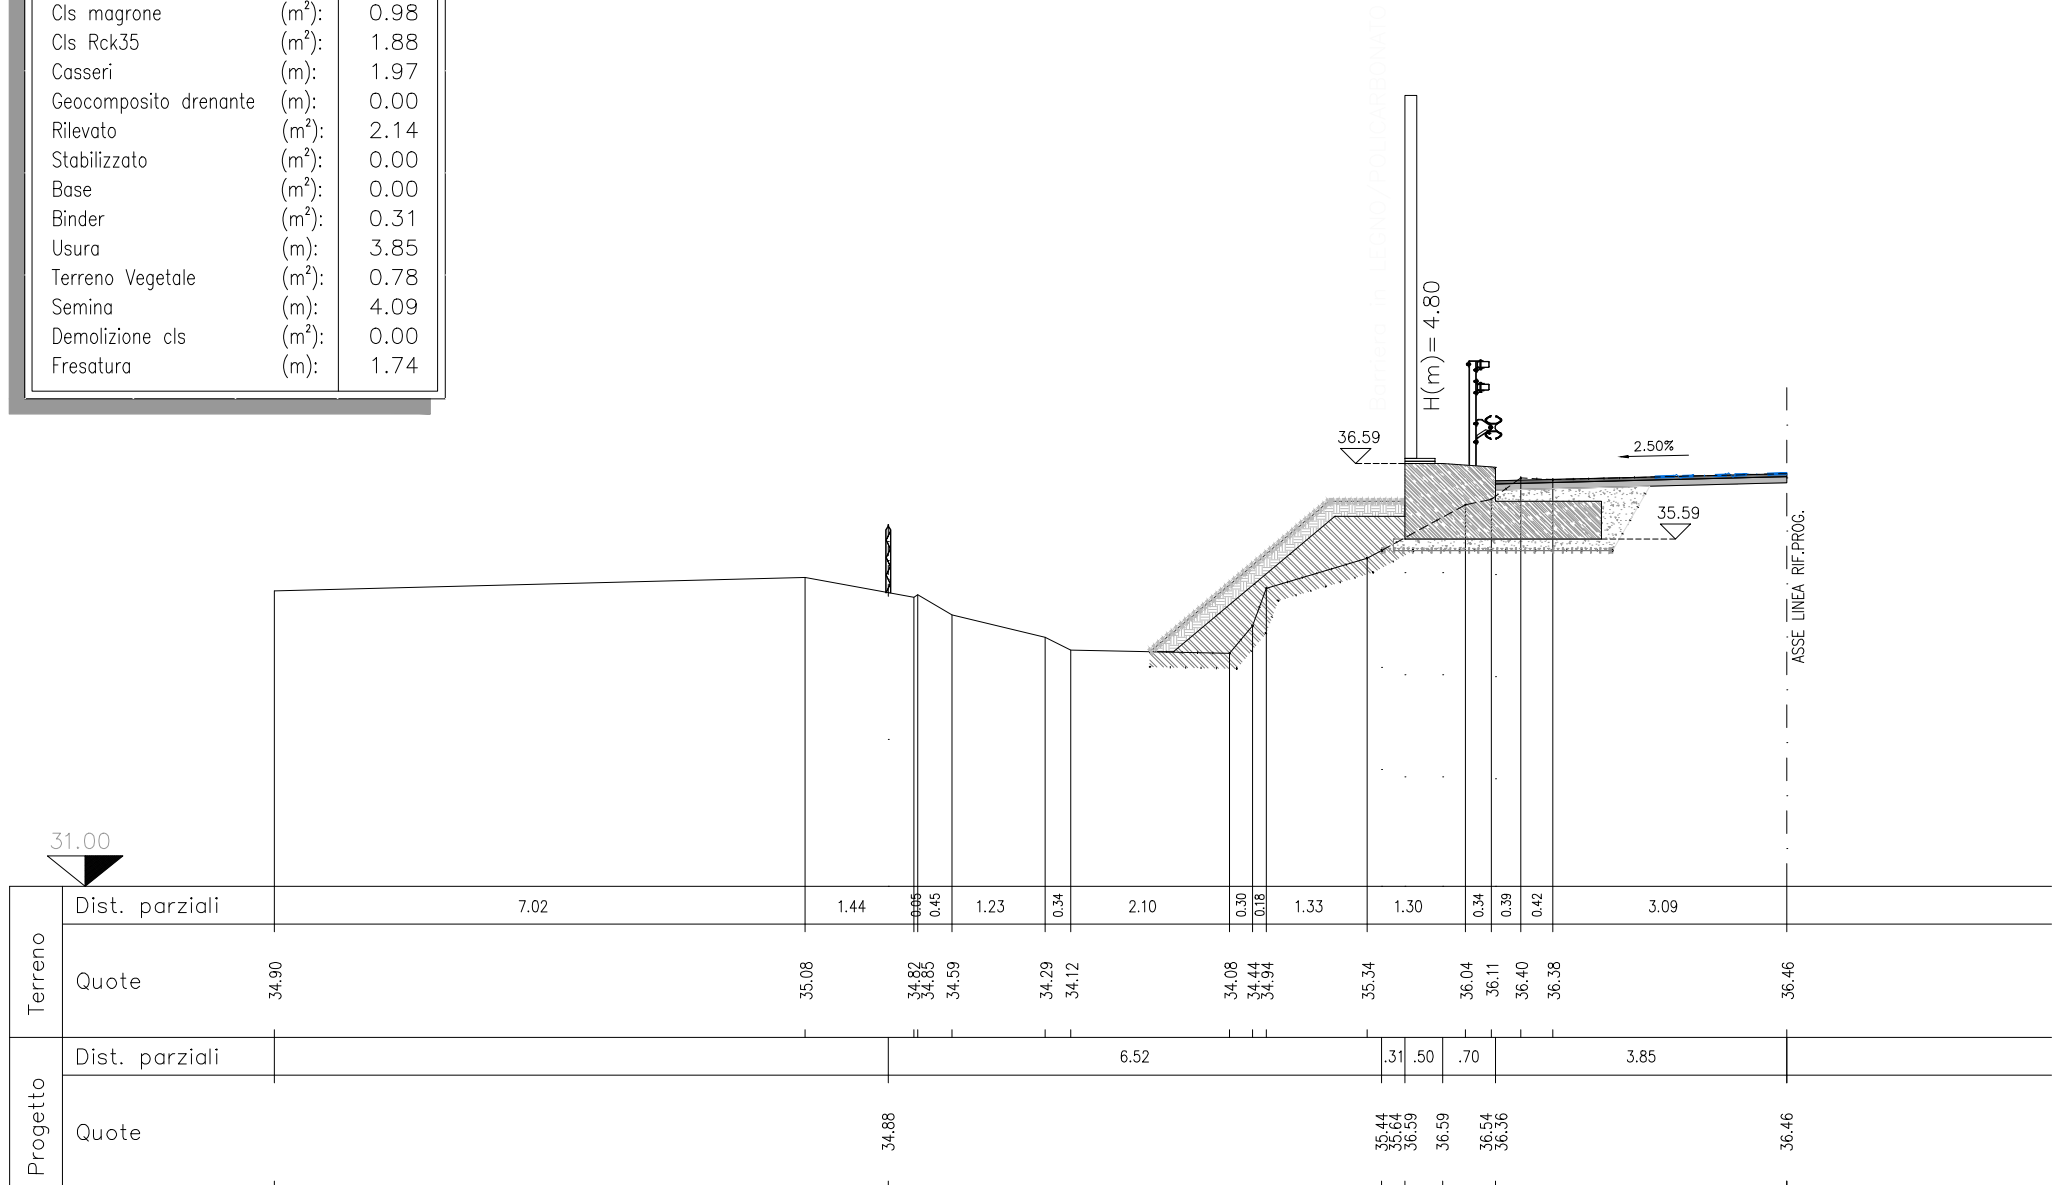 Cls magrone (m²): 0.98
Cls Rck35 (m²): 1.88
Casseri (m): 1.97
Geocomposito drenante (m): 0.00
Rilevato (m²): 2.14
Stabilizzato (m²): 0.00
Base (m²): 0.00
Binder (m²): 0.31
Usura (m): 3.85
Terreno Vegetale (m²): 0.78
Semina (m): 4.09
Demolizione cls (m²): 0.00
Fresatura (m): 1.74
Barriera in LEGNO/POLICARBONATO
H(m)= 4.80
36.59
2.50%
35.59
ASSE LINEA RIF.PROG.
31.00
Terreno
Dist. parziali 7.02 1.44 0.05 0.45 1.23 0.34 2.10 0.30 0.18 1.33 1.30 0.34 0.39 0.42 3.09
Quote 34.90 35.08 34.82 34.85 34.59 34.29 34.12 34.08 34.44 34.94 35.34 36.04 36.11 36.40 36.38 36.46
Progetto
Dist. parziali 6.52 .31 .50 .70 3.85
Quote 34.88 35.44 35.64 36.59 36.59 36.54 36.36 36.46